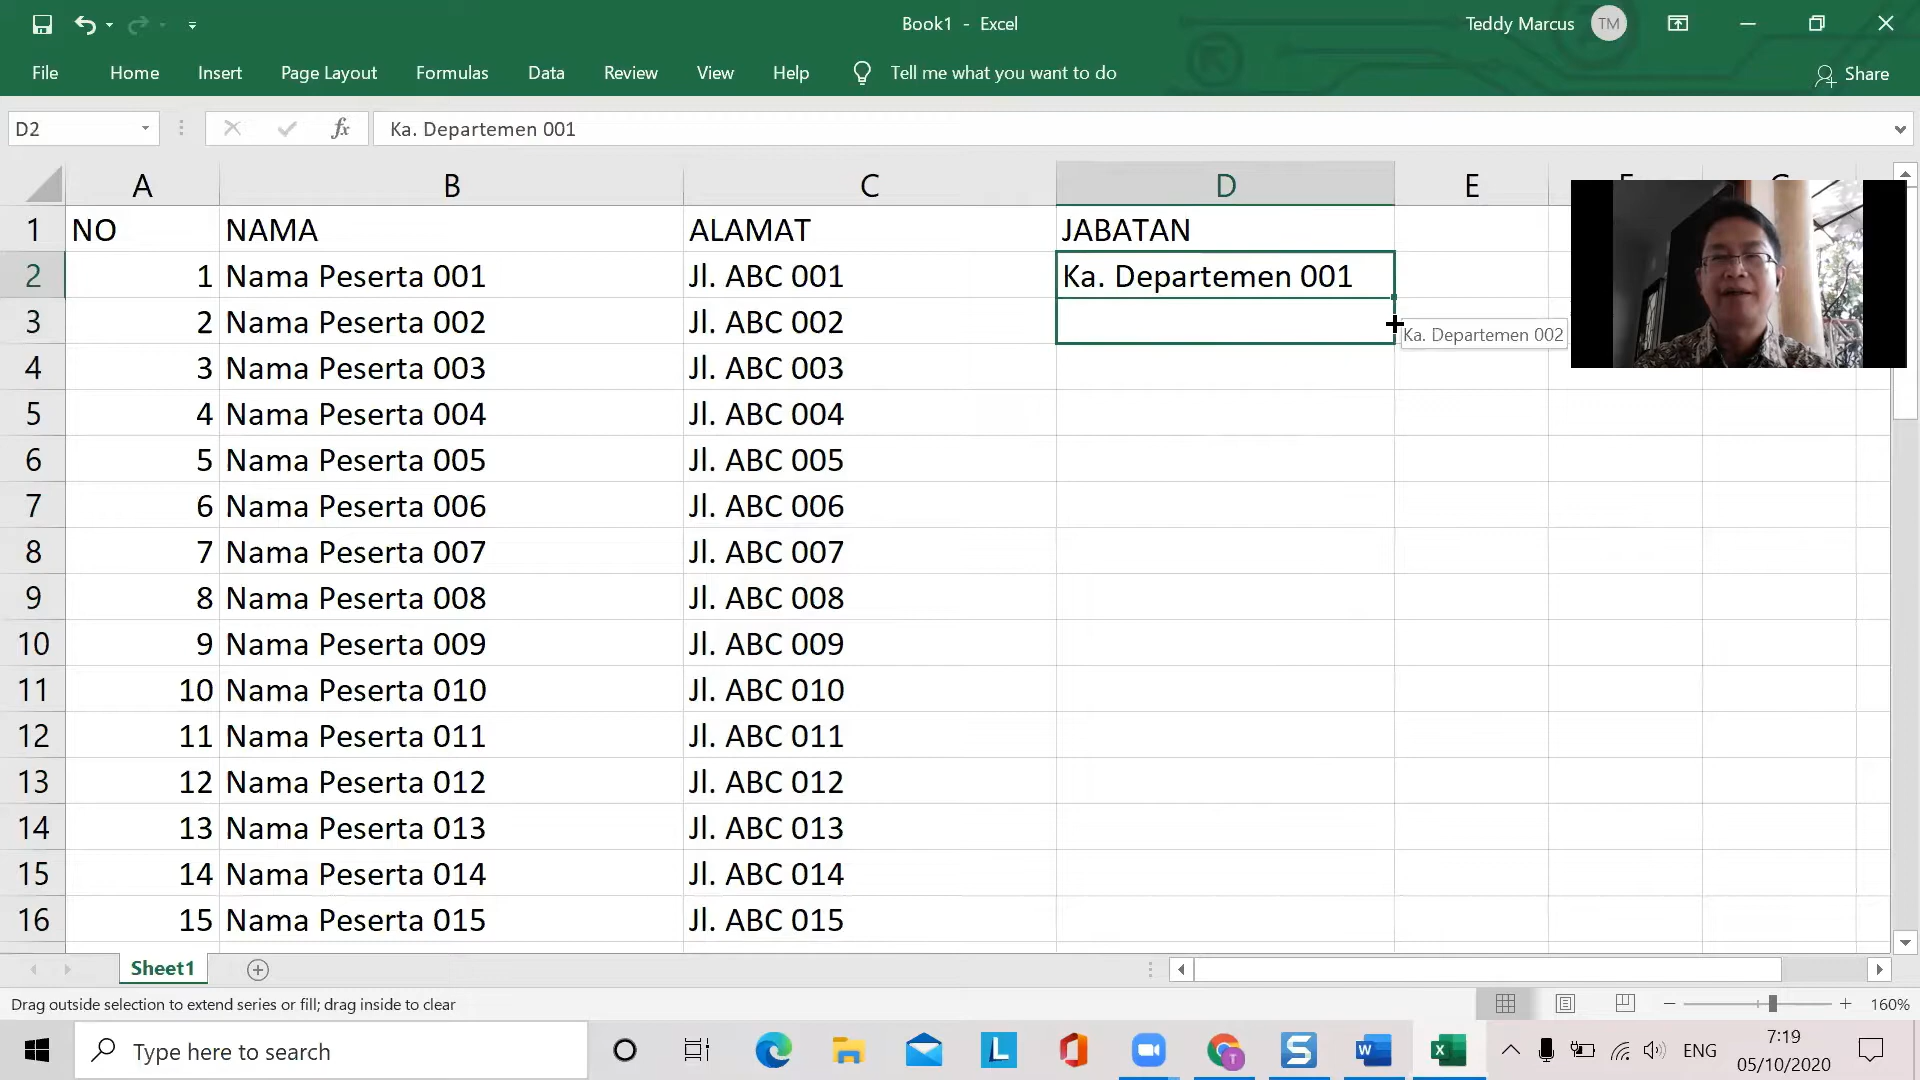 Book1 - Excel
Teddy Marcus TM
File Home Insert Page Layout Formulas Data Review View Help Tell me what you want to do Share
D2 fx Ka. Departemen 001
A B C D E
1 NO NAMA ALAMAT JABATAN
2 1 Nama Peserta 001 Jl. ABC 001 Ka. Departemen 001
3 2 Nama Peserta 002 Jl. ABC 002 Ka. Departemen 002
4 3 Nama Peserta 003 Jl. ABC 003
5 4 Nama Peserta 004 Jl. ABC 004
6 5 Nama Peserta 005 Jl. ABC 005
7 6 Nama Peserta 006 Jl. ABC 006
8 7 Nama Peserta 007 Jl. ABC 007
9 8 Nama Peserta 008 Jl. ABC 008
10 9 Nama Peserta 009 Jl. ABC 009
11 10 Nama Peserta 010 Jl. ABC 010
12 11 Nama Peserta 011 Jl. ABC 011
13 12 Nama Peserta 012 Jl. ABC 012
14 13 Nama Peserta 013 Jl. ABC 013
15 14 Nama Peserta 014 Jl. ABC 014
16 15 Nama Peserta 015 Jl. ABC 015
Sheet1
Drag outside selection to extend series or fill; drag inside to clear 160%
Type here to search ENG 7:19
05/10/2020